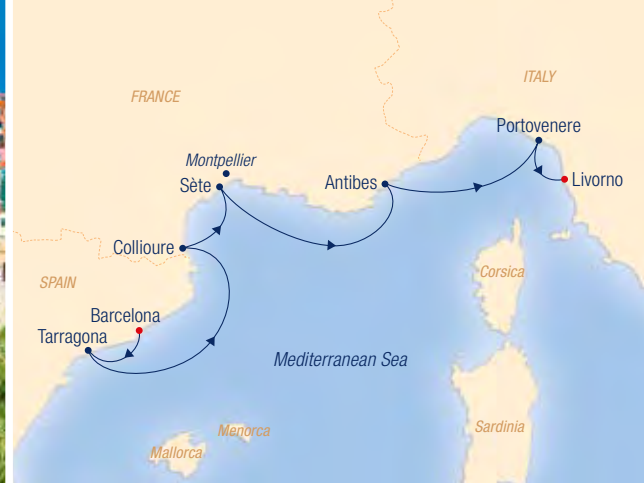 ITALY
FRANCE
Portovenere
Montpellier
Sète
Antibes
Livorno
Collioure
Corsica
SPAIN
Barcelona
Tarragona
Mediterranean Sea
Menorca
Sardinia
Mallorca